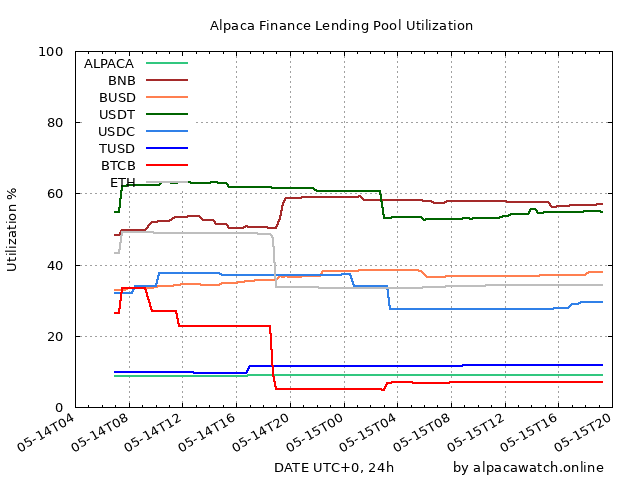 Alpaca Finance Lending Pool Utilization
100
80
60
40
20
0
Utilization %
ALPACA
BNB
BUSD
USDT
USDC
TUSD
BTCB
ETH
05-14T04
05-14T08
05-14T12
05-14T16
05-14T20
05-15T00
05-15T04
05-15T08
05-15T12
05-15T16
05-15T20
DATE UTC+0, 24h
by alpacawatch.online